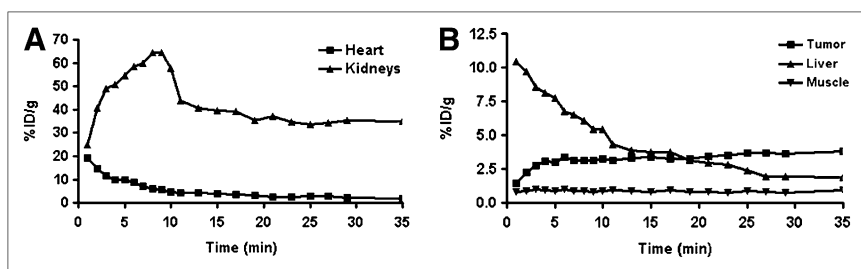 A
Heart
Kidneys
%ID/g
70
60
50
40
30
20
10
0
0 5 10 15 20 25 30 35
Time (min)
B
Tumor
Liver
Muscle
%ID/g
12.5
10.0
7.5
5.0
2.5
0.0
0 5 10 15 20 25 30 35
Time (min)